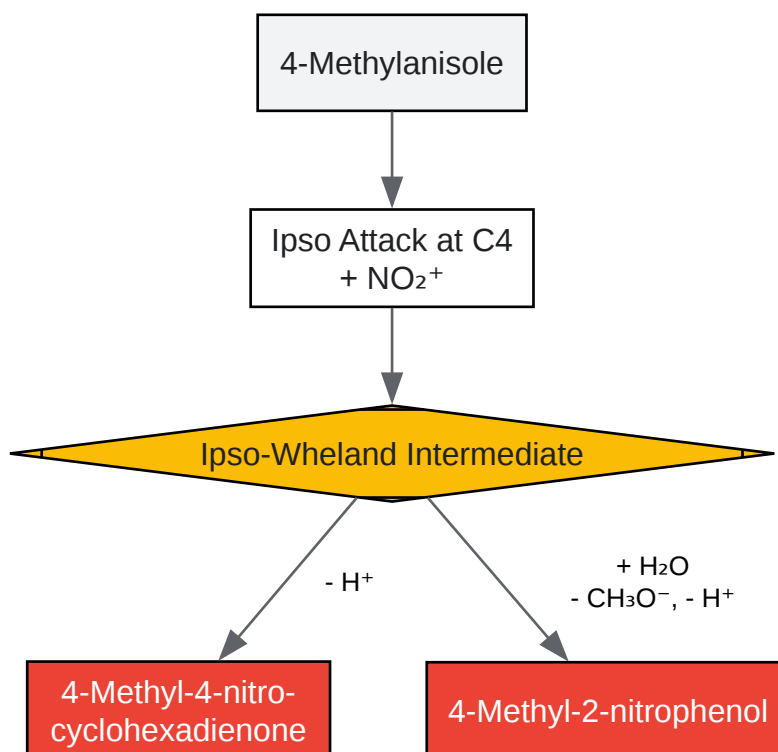 4-Methylanisole
Ipso Attack at C4
+ NO₂⁺
Ipso-Wheland Intermediate
- H⁺
+ H₂O
- CH₃O⁻, - H⁺
4-Methyl-4-nitro-
cyclohexadienone
4-Methyl-2-nitrophenol